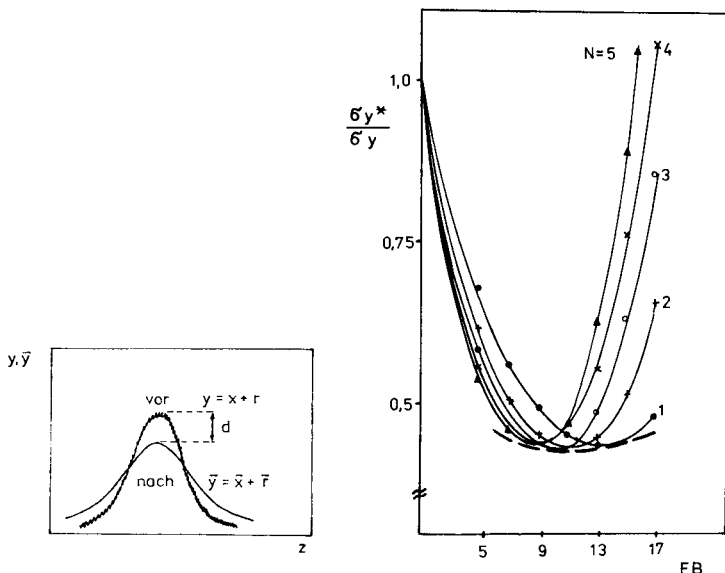 y, ȳ
vor
y = x + r
d
nach
ȳ = x̄ + r̄
z
1,0
σy*
σy
0,75
0,5
N = 5
4
3
2
1
5 9 13 17
FB